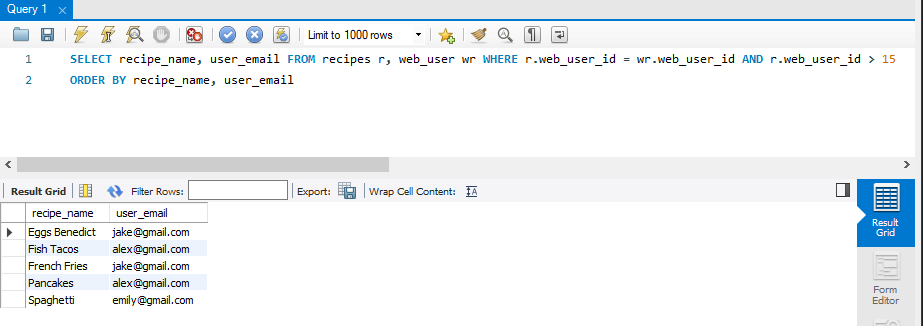 Query 1
Limit to 1000 rows
1 SELECT recipe_name, user_email FROM recipes r, web_user wr WHERE r.web_user_id = wr.web_user_id AND r.web_user_id > 15
2 ORDER BY recipe_name, user_email
Result Grid Filter Rows: Export: Wrap Cell Content:
recipe_name user_email
Eggs Benedict jake@gmail.com
Fish Tacos alex@gmail.com
French Fries jake@gmail.com
Pancakes alex@gmail.com
Spaghetti emily@gmail.com
Result
Grid
Form
Editor